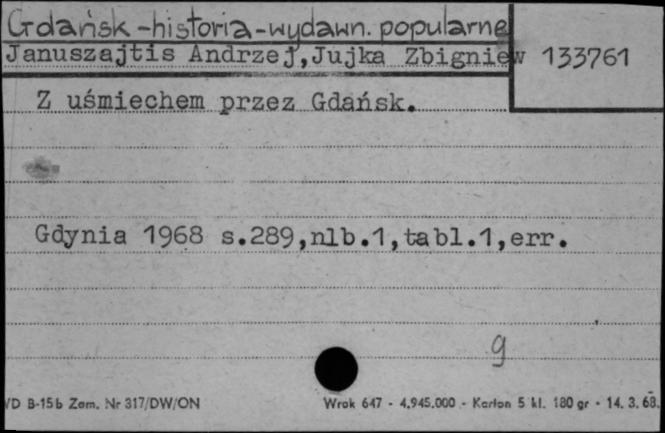 Gdańsk-historia-wydawn. popularne
Januszajtis Andrzej,Jujka Zbigniew 133761
Z uśmiechem przez Gdańsk.
Gdynia 1968 s.289,nlb.1,tabl.1,err.
g
VD B-15b Zam. Nr 317/DW/ON Wrak 647 - 4.945.000 - Karton 5 kl. 180 gr - 14. 3. 68.